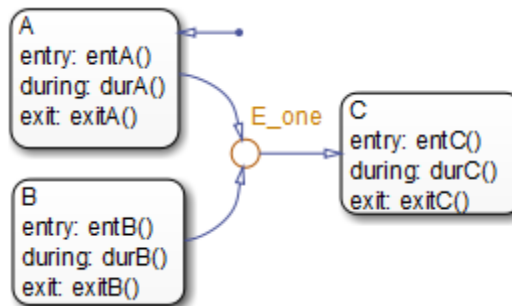 A
entry: entA()
during: durA()
exit: exitA()
E_one
C
entry: entC()
during: durC()
exit: exitC()
B
entry: entB()
during: durB()
exit: exitB()